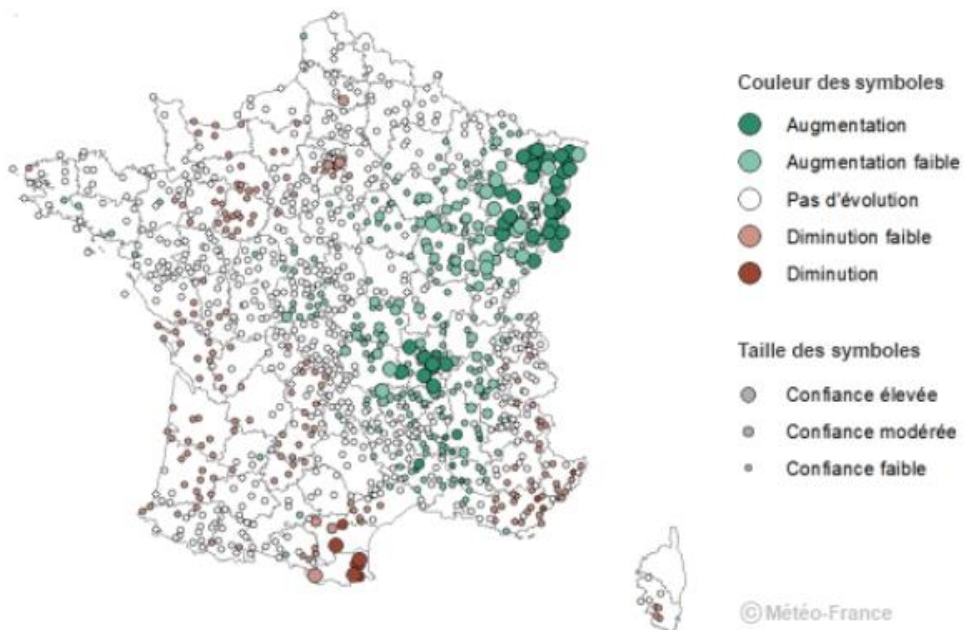 Couleur des symboles
Augmentation
Augmentation faible
Pas d'évolution
Diminution faible
Diminution
Taille des symboles
Confiance élevée
Confiance modérée
Confiance faible
© Météo-France